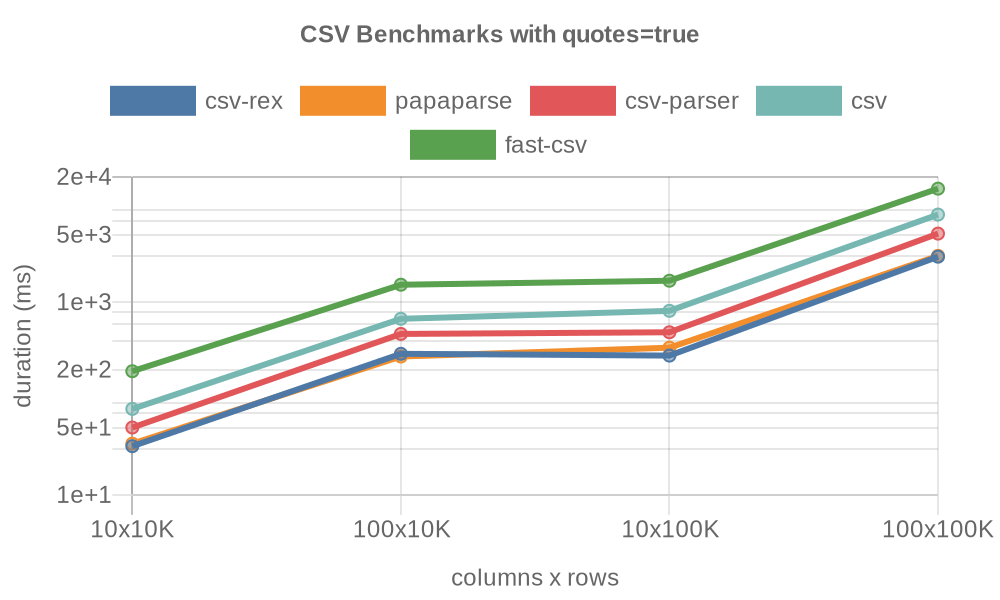 CSV Benchmarks with quotes=true
csv-rex papaparse csv-parser csv
fast-csv
2e+4
5e+3
1e+3
2e+2
5e+1
1e+1
duration (ms)
10x10K 100x10K 10x100K 100x100K
columns x rows